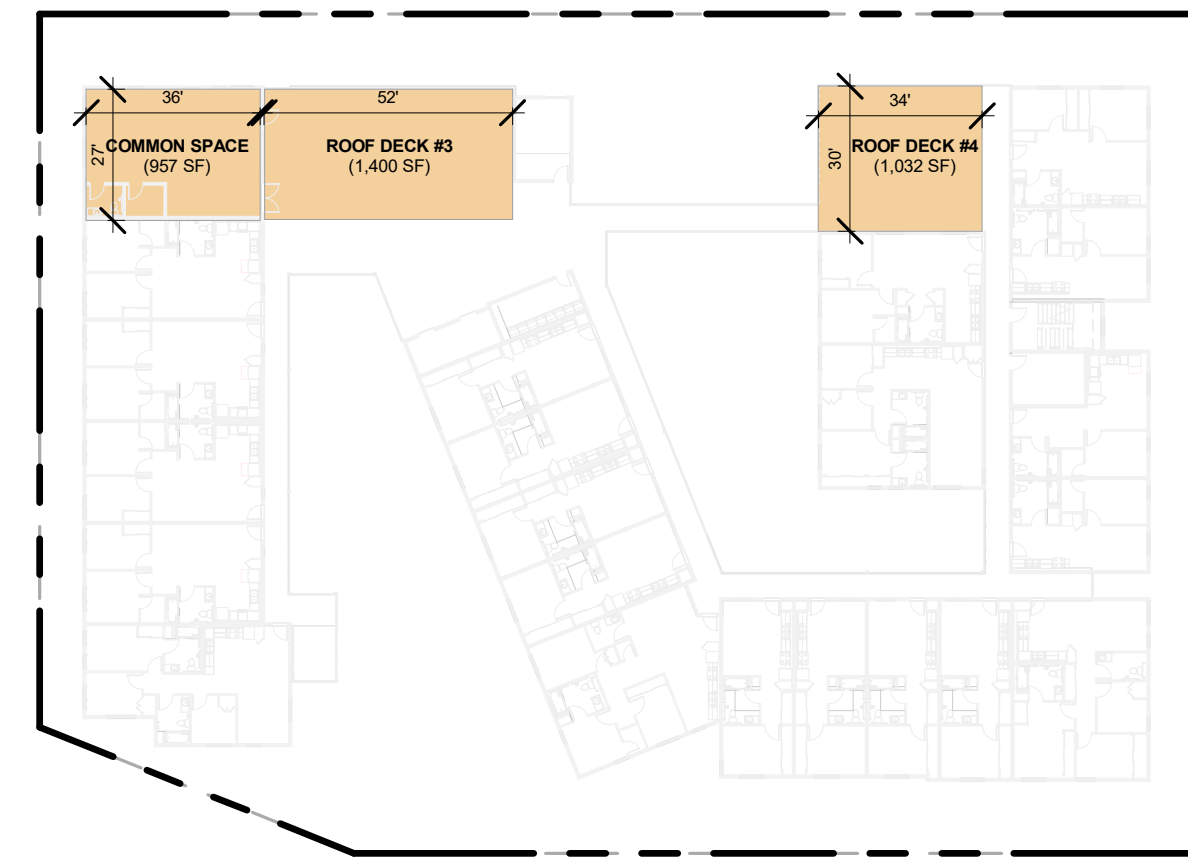 36'
27'
COMMON SPACE
(957 SF)
52'
ROOF DECK #3
(1,400 SF)
34'
30'
ROOF DECK #4
(1,032 SF)